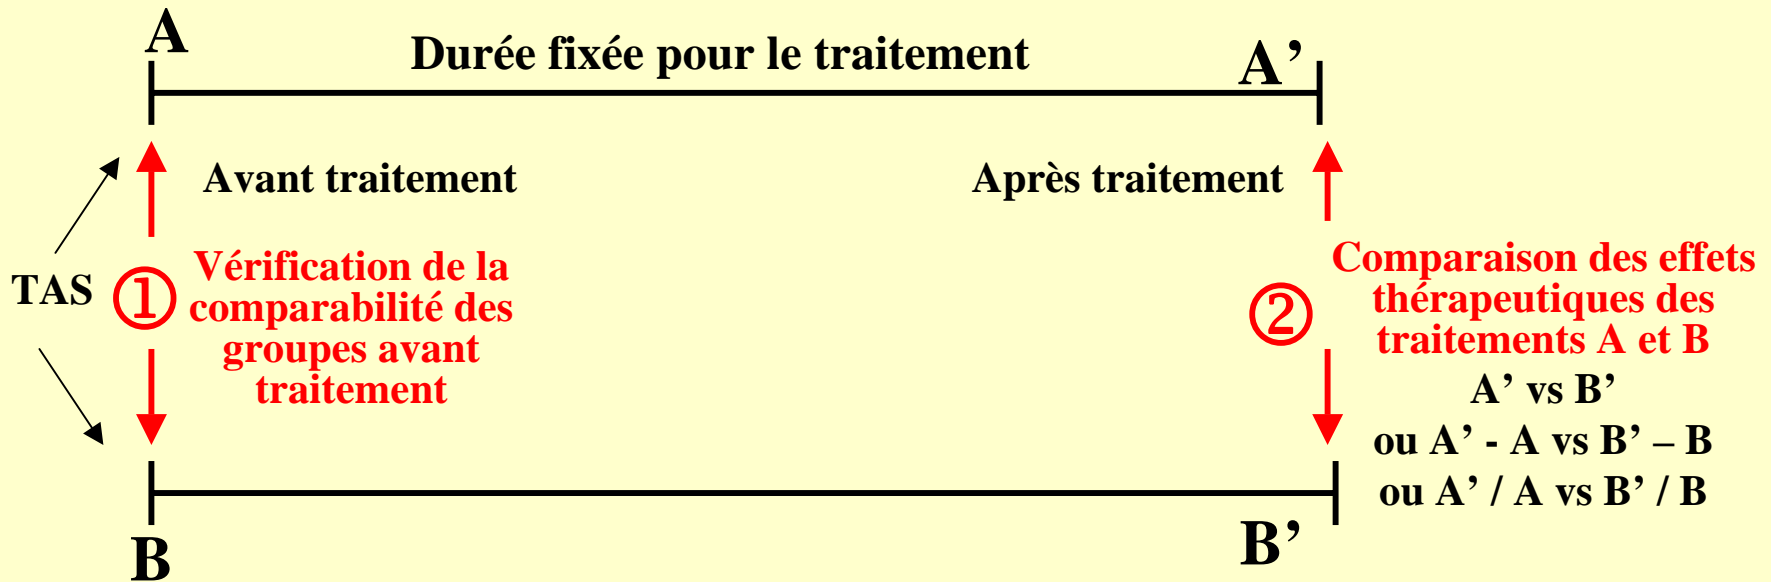 A
Durée fixée pour le traitement
A’
Avant traitement
Après traitement
TAS
①
Vérification de la
comparabilité des
groupes avant
traitement
②
Comparaison des effets
thérapeutiques des
traitements A et B
A’ vs B’
ou A’ - A vs B’ – B
ou A’ / A vs B’ / B
B
B’